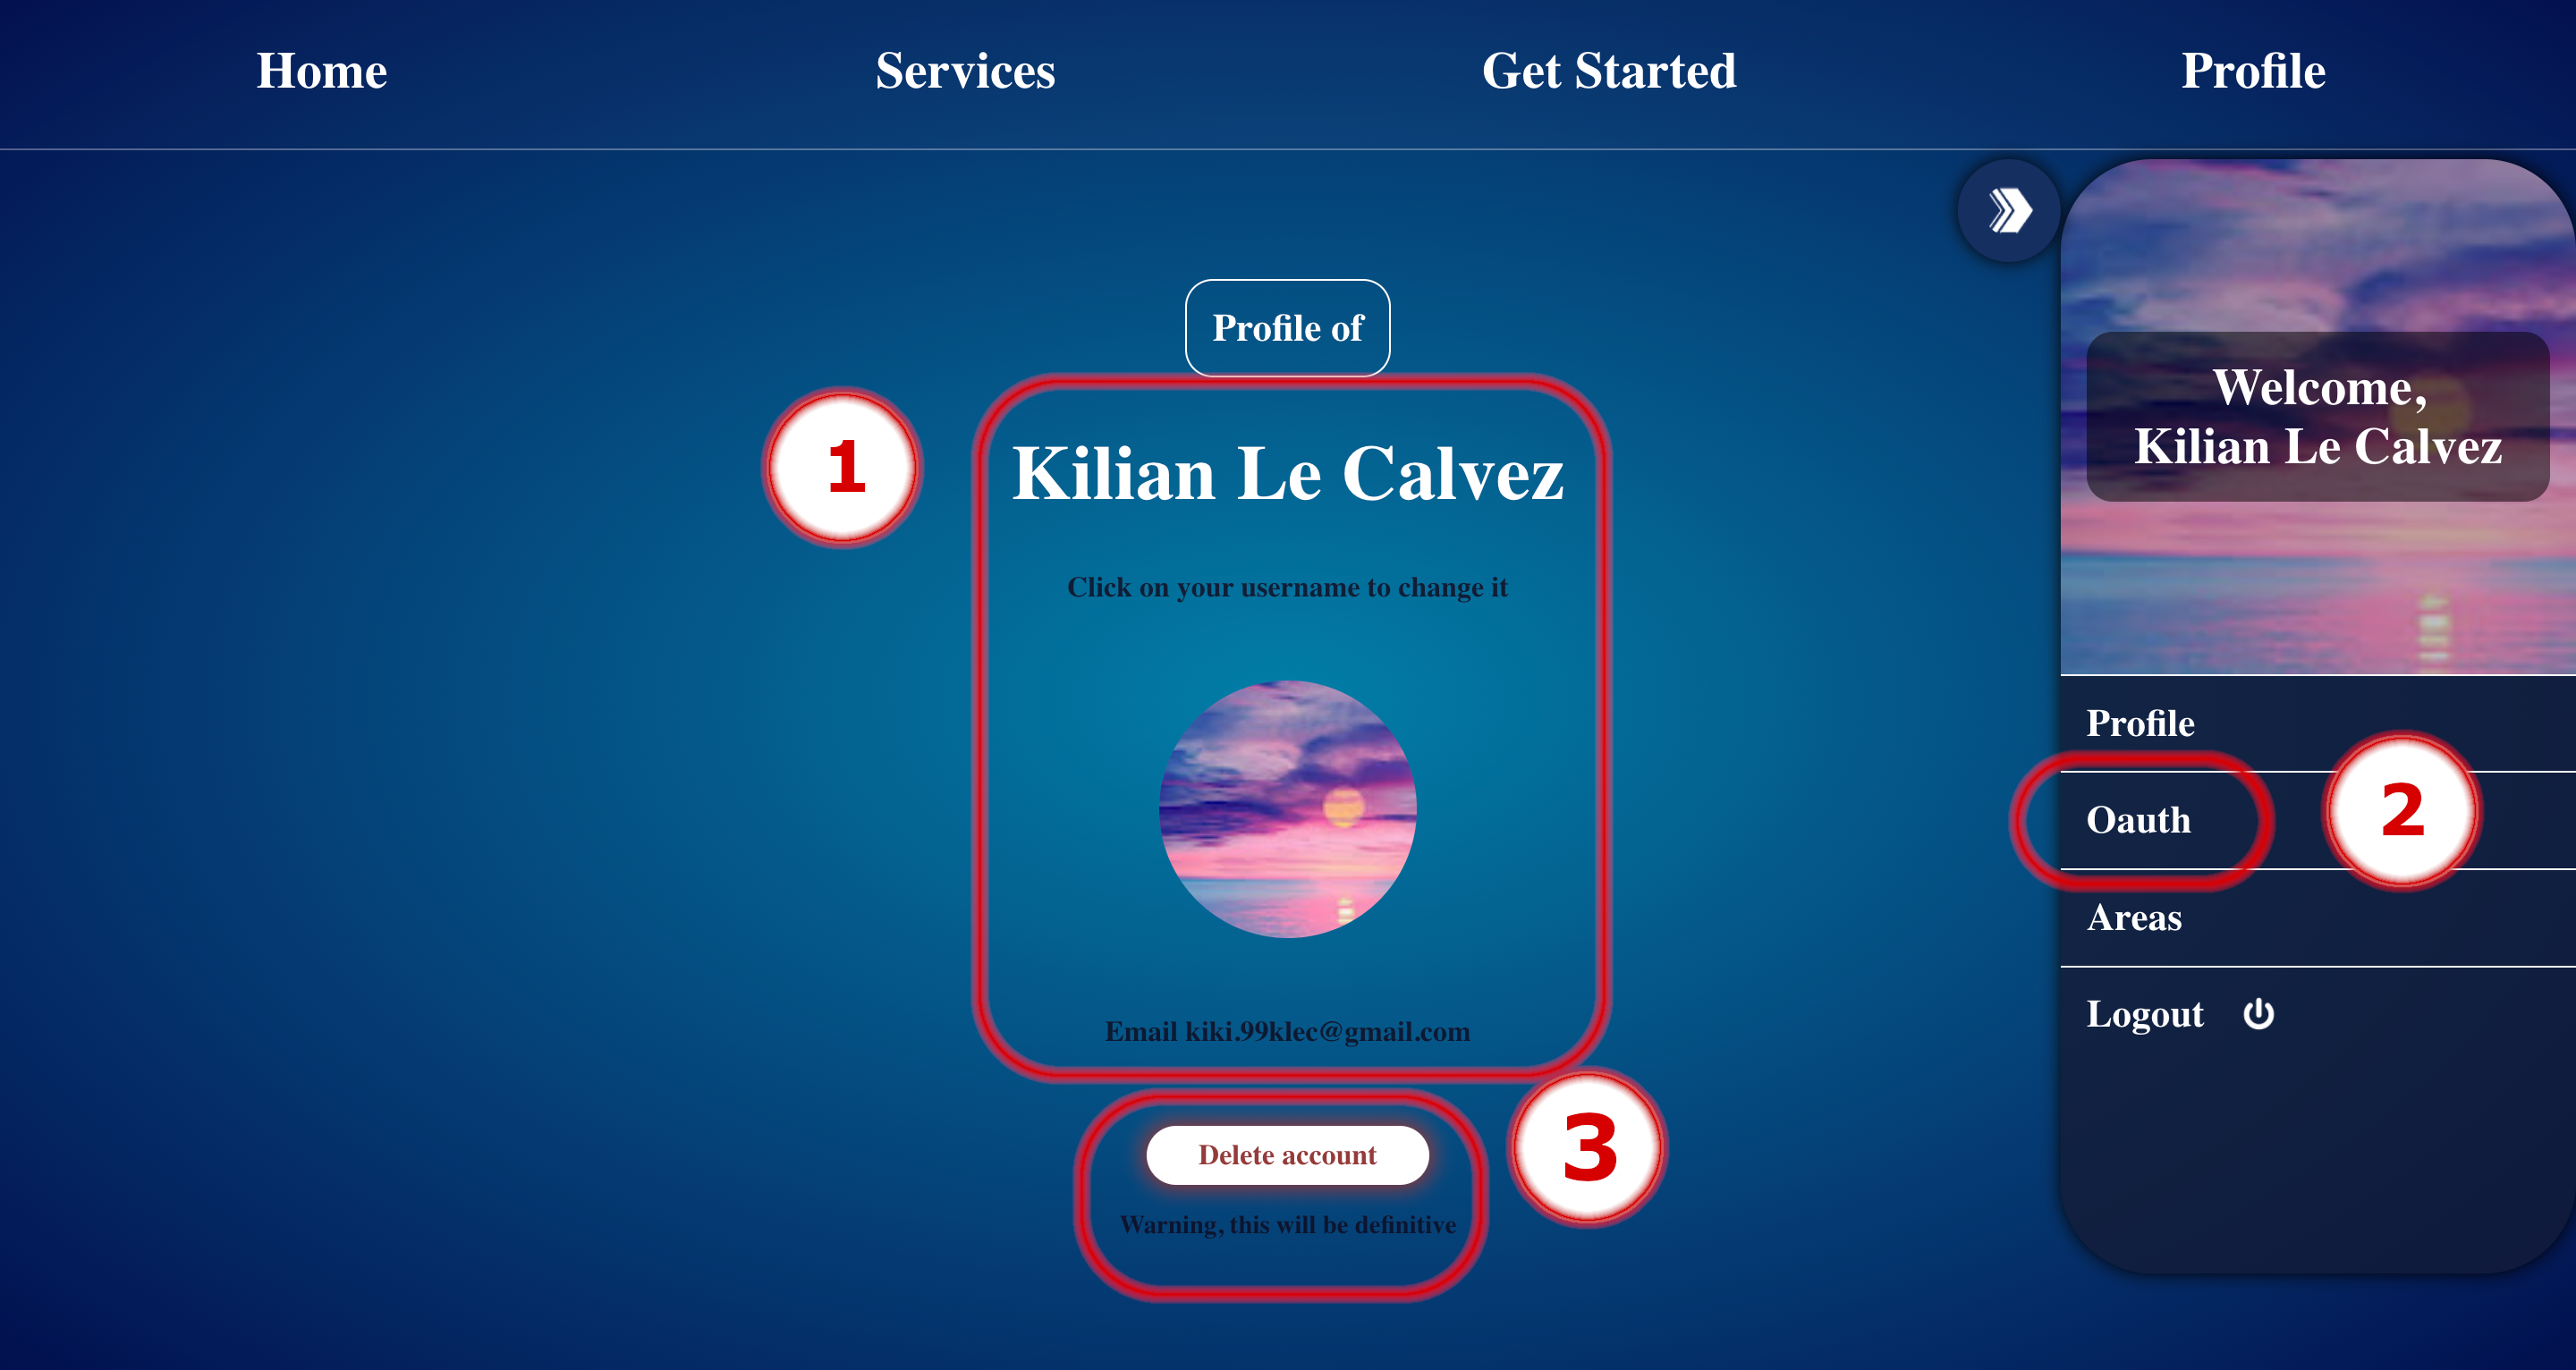 Home Services Get Started Profile
Profile of
1
Kilian Le Calvez
Click on your username to change it
Email kiki.99klec@gmail.com
3
Delete account
Warning, this will be definitive
Welcome,
Kilian Le Calvez
Profile
Oauth
2
Areas
Logout